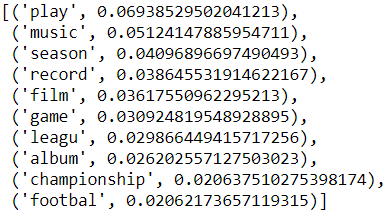 [('play', 0.06938529502041213),
('music', 0.05124147885954711),
('season', 0.04096896697490493),
('record', 0.038645531914622167),
('film', 0.03617550962295213),
('game', 0.030924819548928895),
('leagu', 0.029866449415717256),
('album', 0.026202557127503023),
('championship', 0.020637510275398174),
('footbal', 0.02062173657119315)]